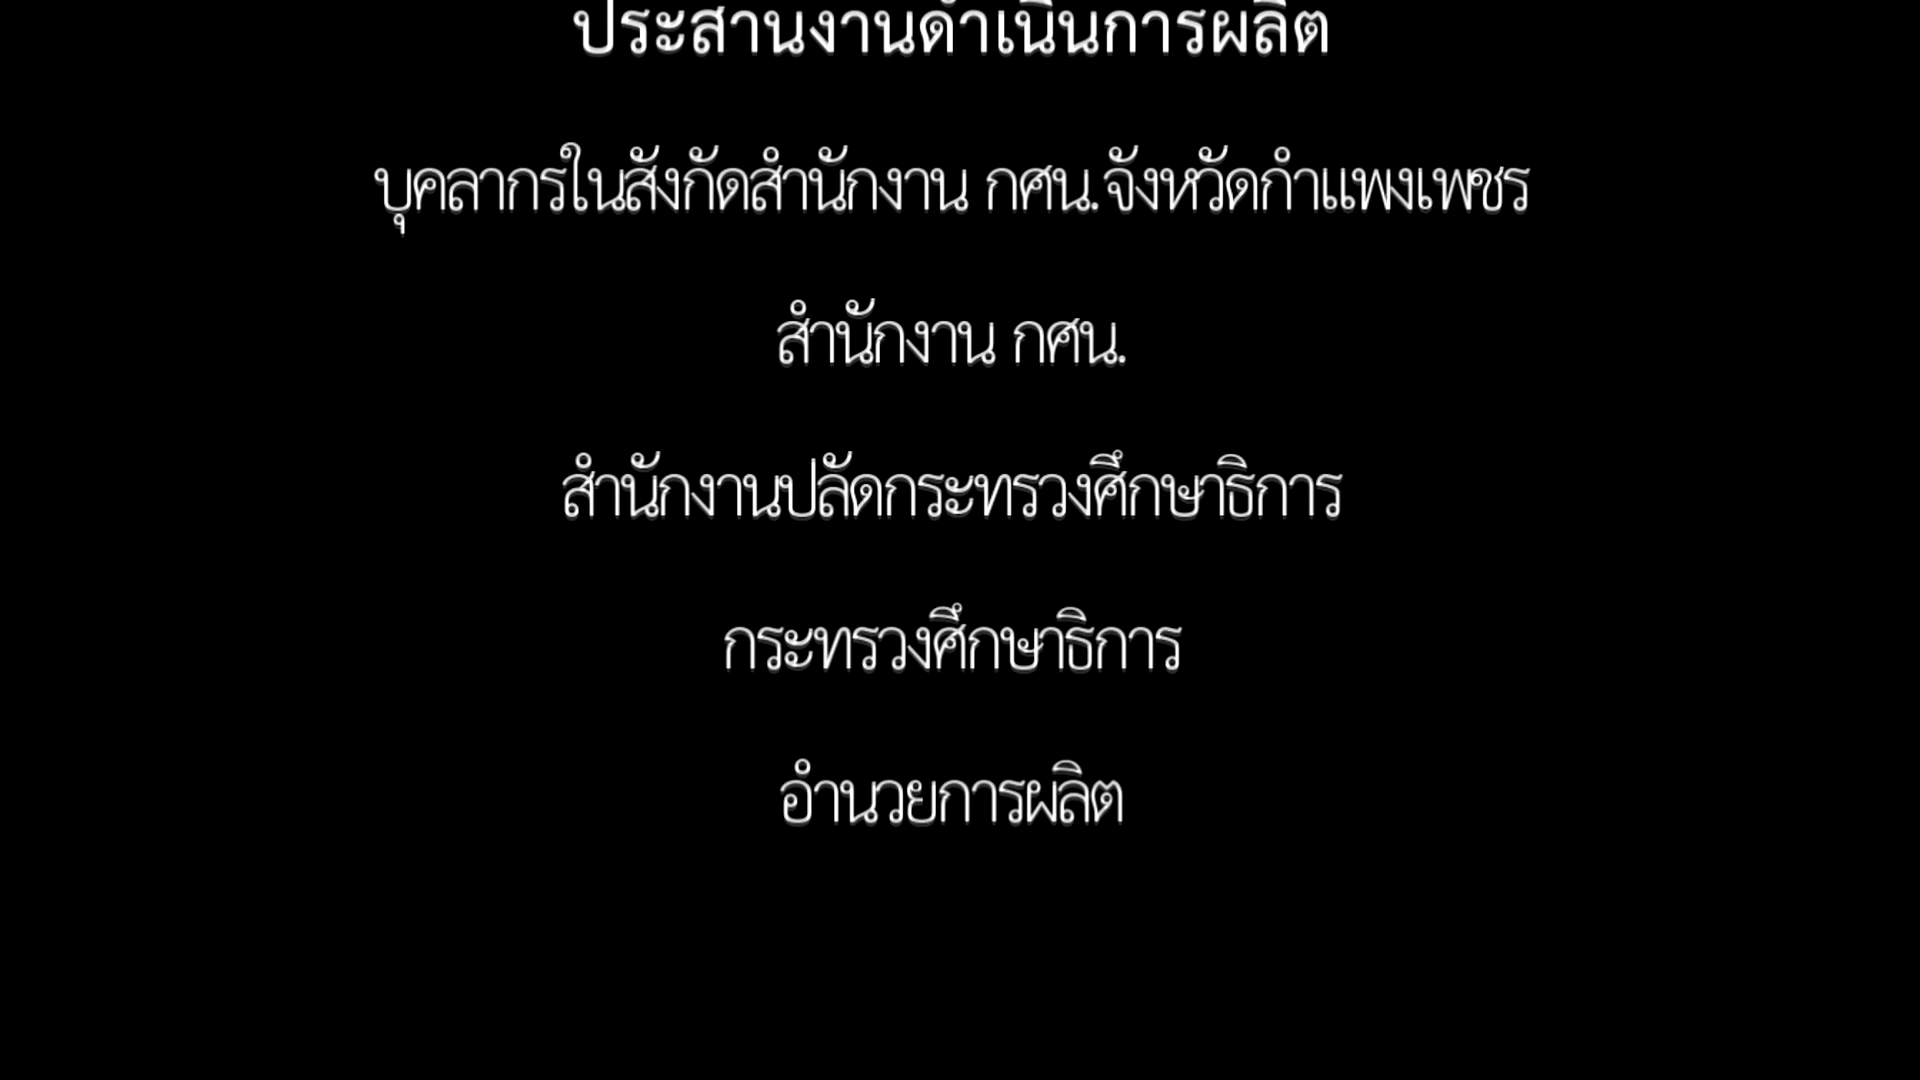 ประสานงานดำเนินการผลิต
บุคลากรในสังกัดสำนักงาน กศน.จังหวัดกำแพงเพชร
สำนักงาน กศน.
สำนักงานปลัดกระทรวงศึกษาธิการ
กระทรวงศึกษาธิการ
อำนวยการผลิต